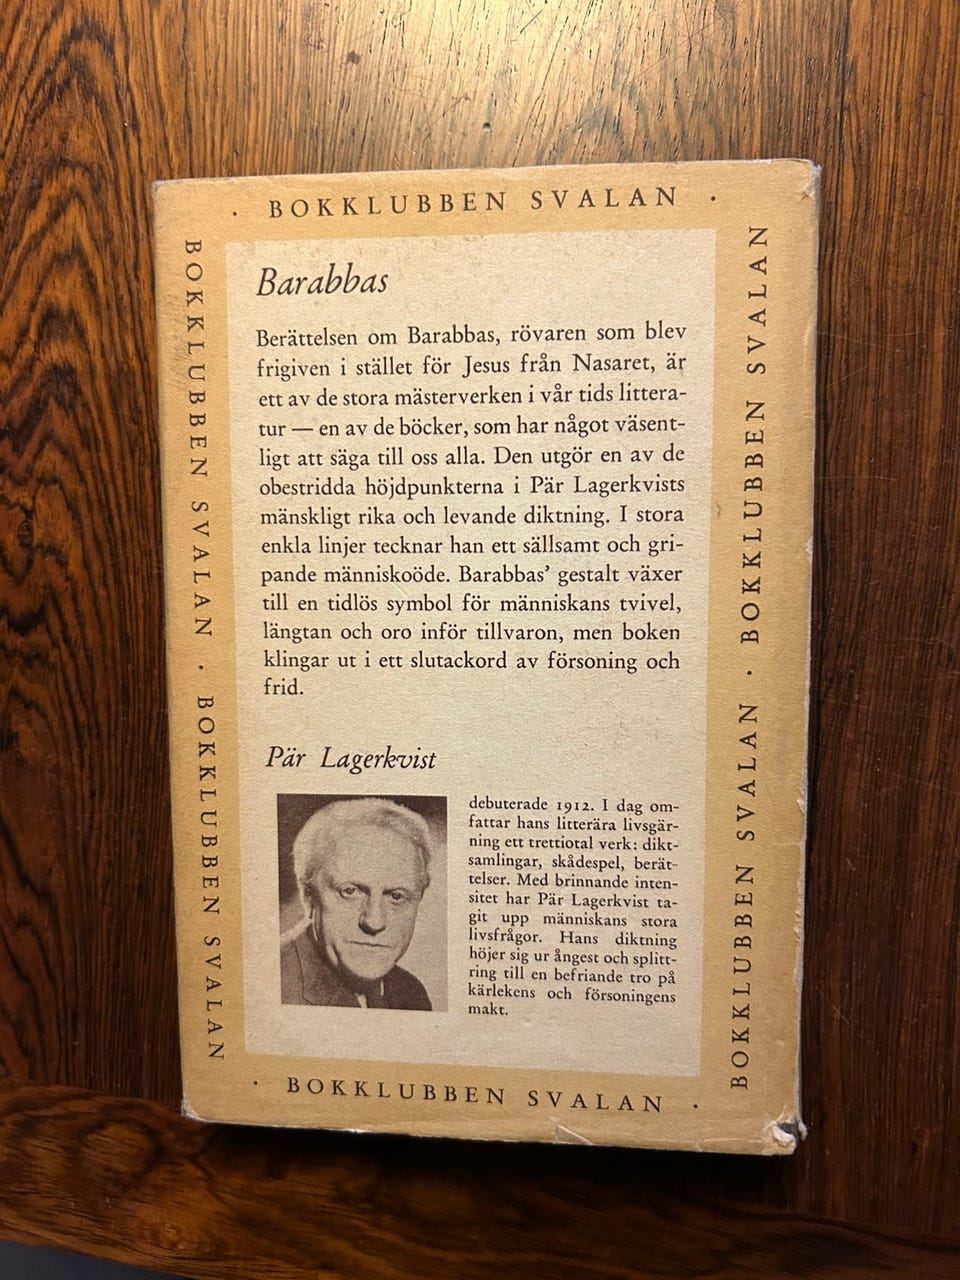 · BOKKLUBBEN SVALAN ·
BOKKLUBBEN SVALAN · BOKKLUBBEN SVALAN
Barabbas
Berättelsen om Barabbas, rövaren som blev
frigiven i stället för Jesus från Nasaret, är
ett av de stora mästerverken i vår tids littera-
tur — en av de böcker, som har något väsent-
ligt att säga till oss alla. Den utgör en av de
obestridda höjdpunkterna i Pär Lagerkvists
mänskligt rika och levande diktning. I stora
enkla linjer tecknar han ett sällsamt och gri-
pande människoöde. Barabbas’ gestalt växer
till en tidlös symbol för människans tvivel,
längtan och oro inför tillvaron, men boken
klingar ut i ett slutackord av försoning och
frid.
Pär Lagerkvist
debuterade 1912. I dag om-
fattar hans litterära livsgär-
ning ett trettiotal verk: dikt-
samlingar, skådespel, berät-
telser. Med brinnande inten-
sitet har Pär Lagerkvist ta-
git upp människans stora
livsfrågor. Hans diktning
höjer sig ur ångest och splitt-
ring till en befriande tro på
kärlekens och försoningens
makt.
BOKKLUBBEN SVALAN · BOKKLUBBEN SVALAN
· BOKKLUBBEN SVALAN ·